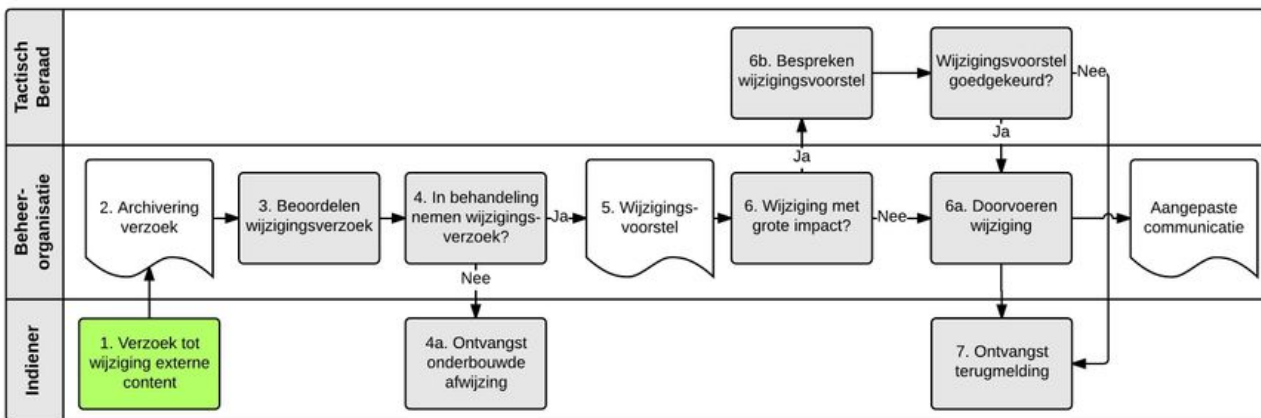 Tactisch
Beraad
6b. Bespreken
wijzigingsvoorstel
Wijzigingsvoorstel
goedgekeurd?
Nee
Ja
Ja
Beheer-
organisatie
2. Archivering
verzoek
3. Beoordelen
wijzigingsverzoek
4. In behandeling
nemen wijzigings-
verzoek?
Ja
5. Wijzigings-
voorstel
6. Wijziging met
grote impact?
Nee
6a. Doorvoeren
wijziging
Aangepaste
communicatie
Nee
Indiener
1. Verzoek tot
wijziging externe
content
4a. Ontvangst
onderbouwde
afwijzing
7. Ontvangst
terugmelding